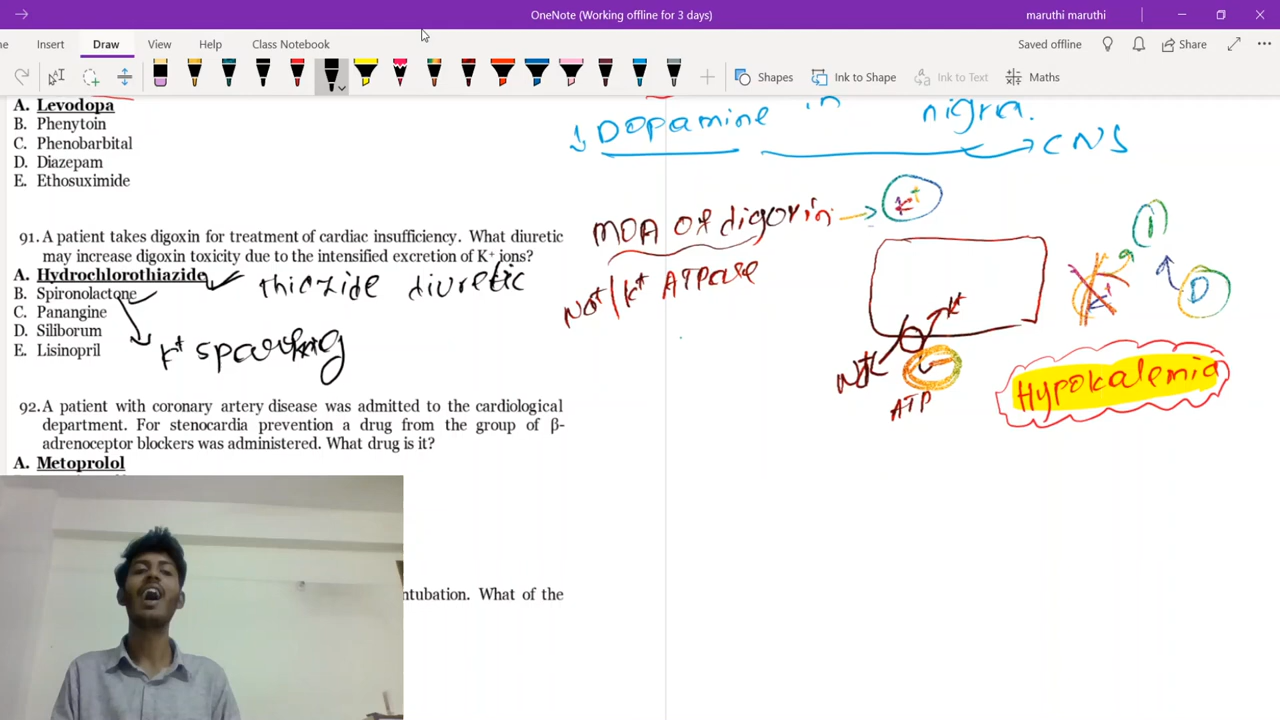 OneNote (Working offline for 3 days)
maruthi maruthi
Insert Draw View Help Class Notebook
Saved offline
Share
Shapes
Ink to Shape
Ink to Text
Maths
A. Levodopa
B. Phenytoin
C. Phenobarbital
D. Diazepam
E. Ethosuximide
↓ Dopamine in nigra.
CNS
91. A patient takes digoxin for treatment of cardiac insufficiency. What diuretic
may increase digoxin toxicity due to the intensified excretion of K+ ions?
A. Hydrochlorothiazide
B. Spironolactone
C. Panangine
D. Siliborum
E. Lisinopril
thiazide diuretic
K+ sparing
MOA Of digoxin → K+
Na+/K+ ATPase
K+
Na+
ATP
D
Hypokalemia
92. A patient with coronary artery disease was admitted to the cardiological
department. For stenocardia prevention a drug from the group of β-
adrenoceptor blockers was administered. What drug is it?
A. Metoprolol
ntubation. What of the